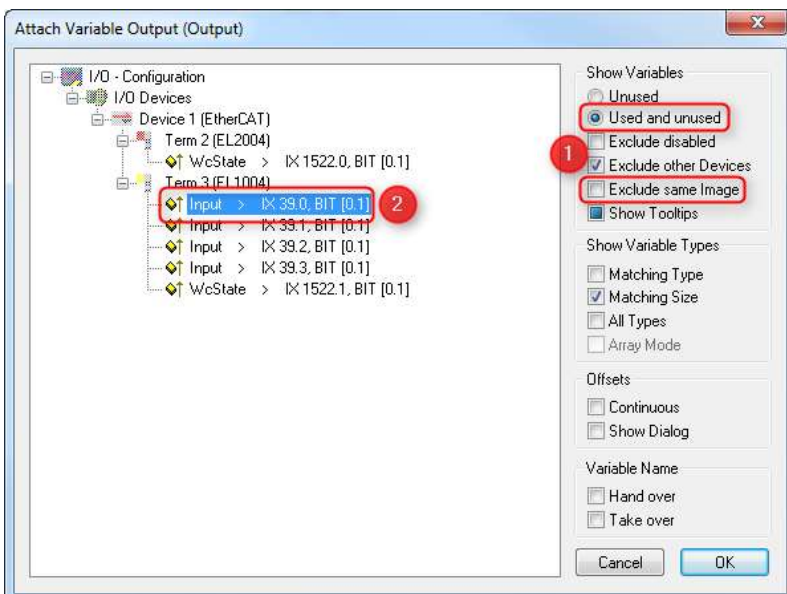 Attach Variable Output (Output)
I/O - Configuration
I/O Devices
Device 1 (EtherCAT)
Term 2 (EL2004)
WcState > IX 1522.0, BIT [0.1]
Term 3 (EL1004)
Input > IX 39.0, BIT [0.1]
2
Input > IX 39.1, BIT [0.1]
Input > IX 39.2, BIT [0.1]
Input > IX 39.3, BIT [0.1]
WcState > IX 1522.1, BIT [0.1]
Show Variables
Unused
Used and unused
1
Exclude disabled
Exclude other Devices
Exclude same Image
Show Tooltips
Show Variable Types
Matching Type
Matching Size
All Types
Array Mode
Offsets
Continuous
Show Dialog
Variable Name
Hand over
Take over
Cancel
OK